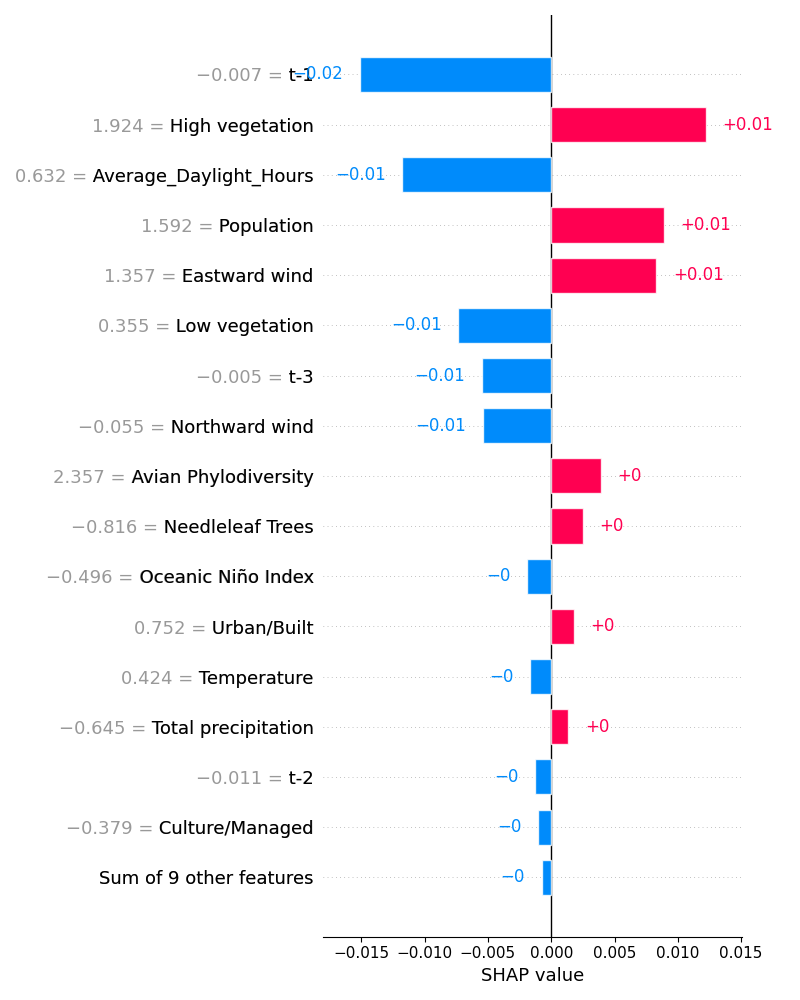 −0.007 = t-1 −0.02
1.924 = High vegetation +0.01
0.632 = Average_Daylight_Hours −0.01
1.592 = Population +0.01
1.357 = Eastward wind +0.01
0.355 = Low vegetation −0.01
−0.005 = t-3 −0.01
−0.055 = Northward wind −0.01
2.357 = Avian Phylodiversity +0
−0.816 = Needleleaf Trees +0
−0.496 = Oceanic Niño Index −0
0.752 = Urban/Built +0
0.424 = Temperature −0
−0.645 = Total precipitation +0
−0.011 = t-2 −0
−0.379 = Culture/Managed −0
Sum of 9 other features −0
−0.015 −0.010 −0.005 0.000 0.005 0.010 0.015
SHAP value